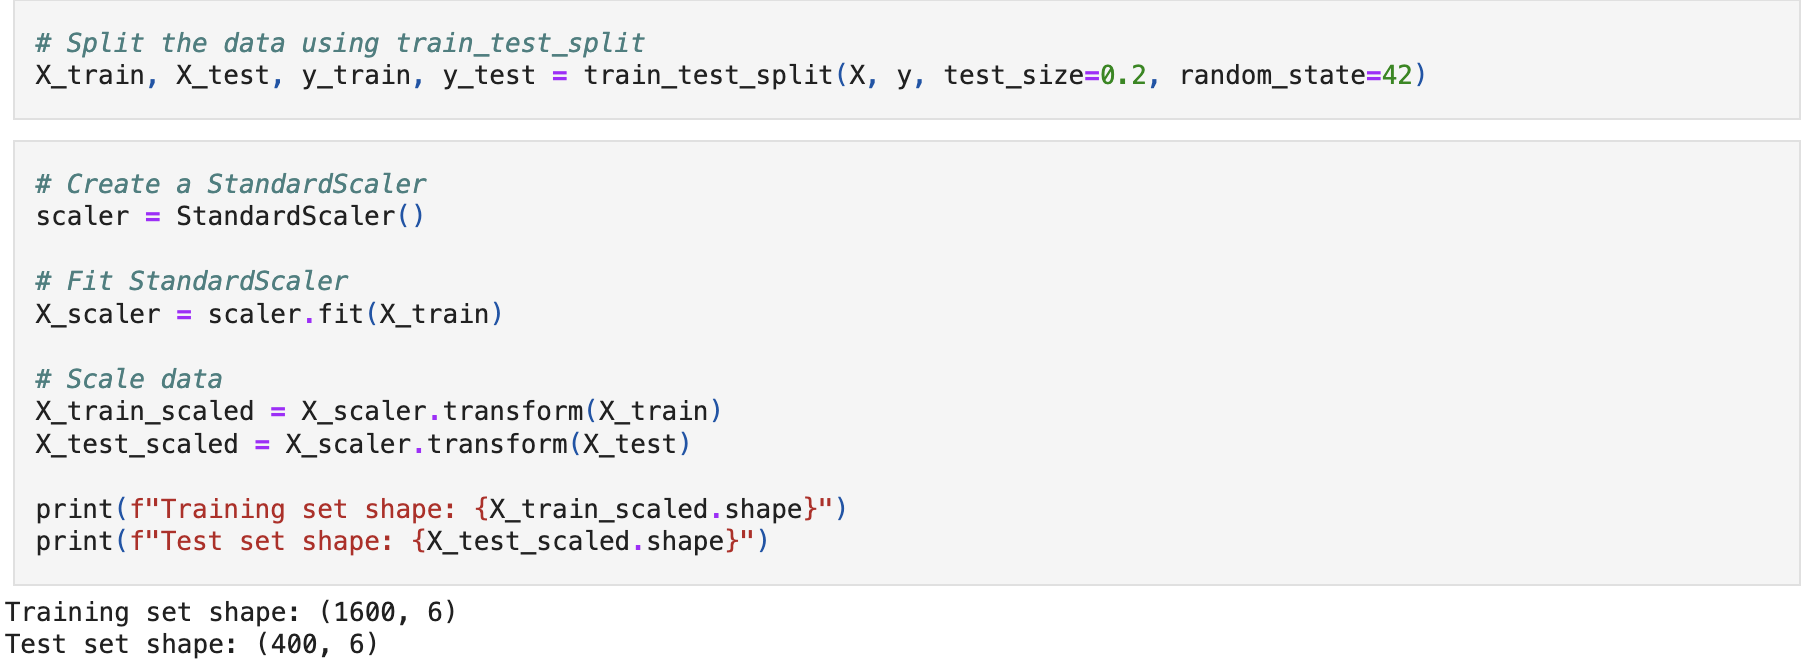 # Split the data using train_test_split
X_train, X_test, y_train, y_test = train_test_split(X, y, test_size=0.2, random_state=42)
# Create a StandardScaler
scaler = StandardScaler()
# Fit StandardScaler
X_scaler = scaler.fit(X_train)
# Scale data
X_train_scaled = X_scaler.transform(X_train)
X_test_scaled = X_scaler.transform(X_test)
print(f"Training set shape: {X_train_scaled.shape}")
print(f"Test set shape: {X_test_scaled.shape}")
Training set shape: (1600, 6)
Test set shape: (400, 6)